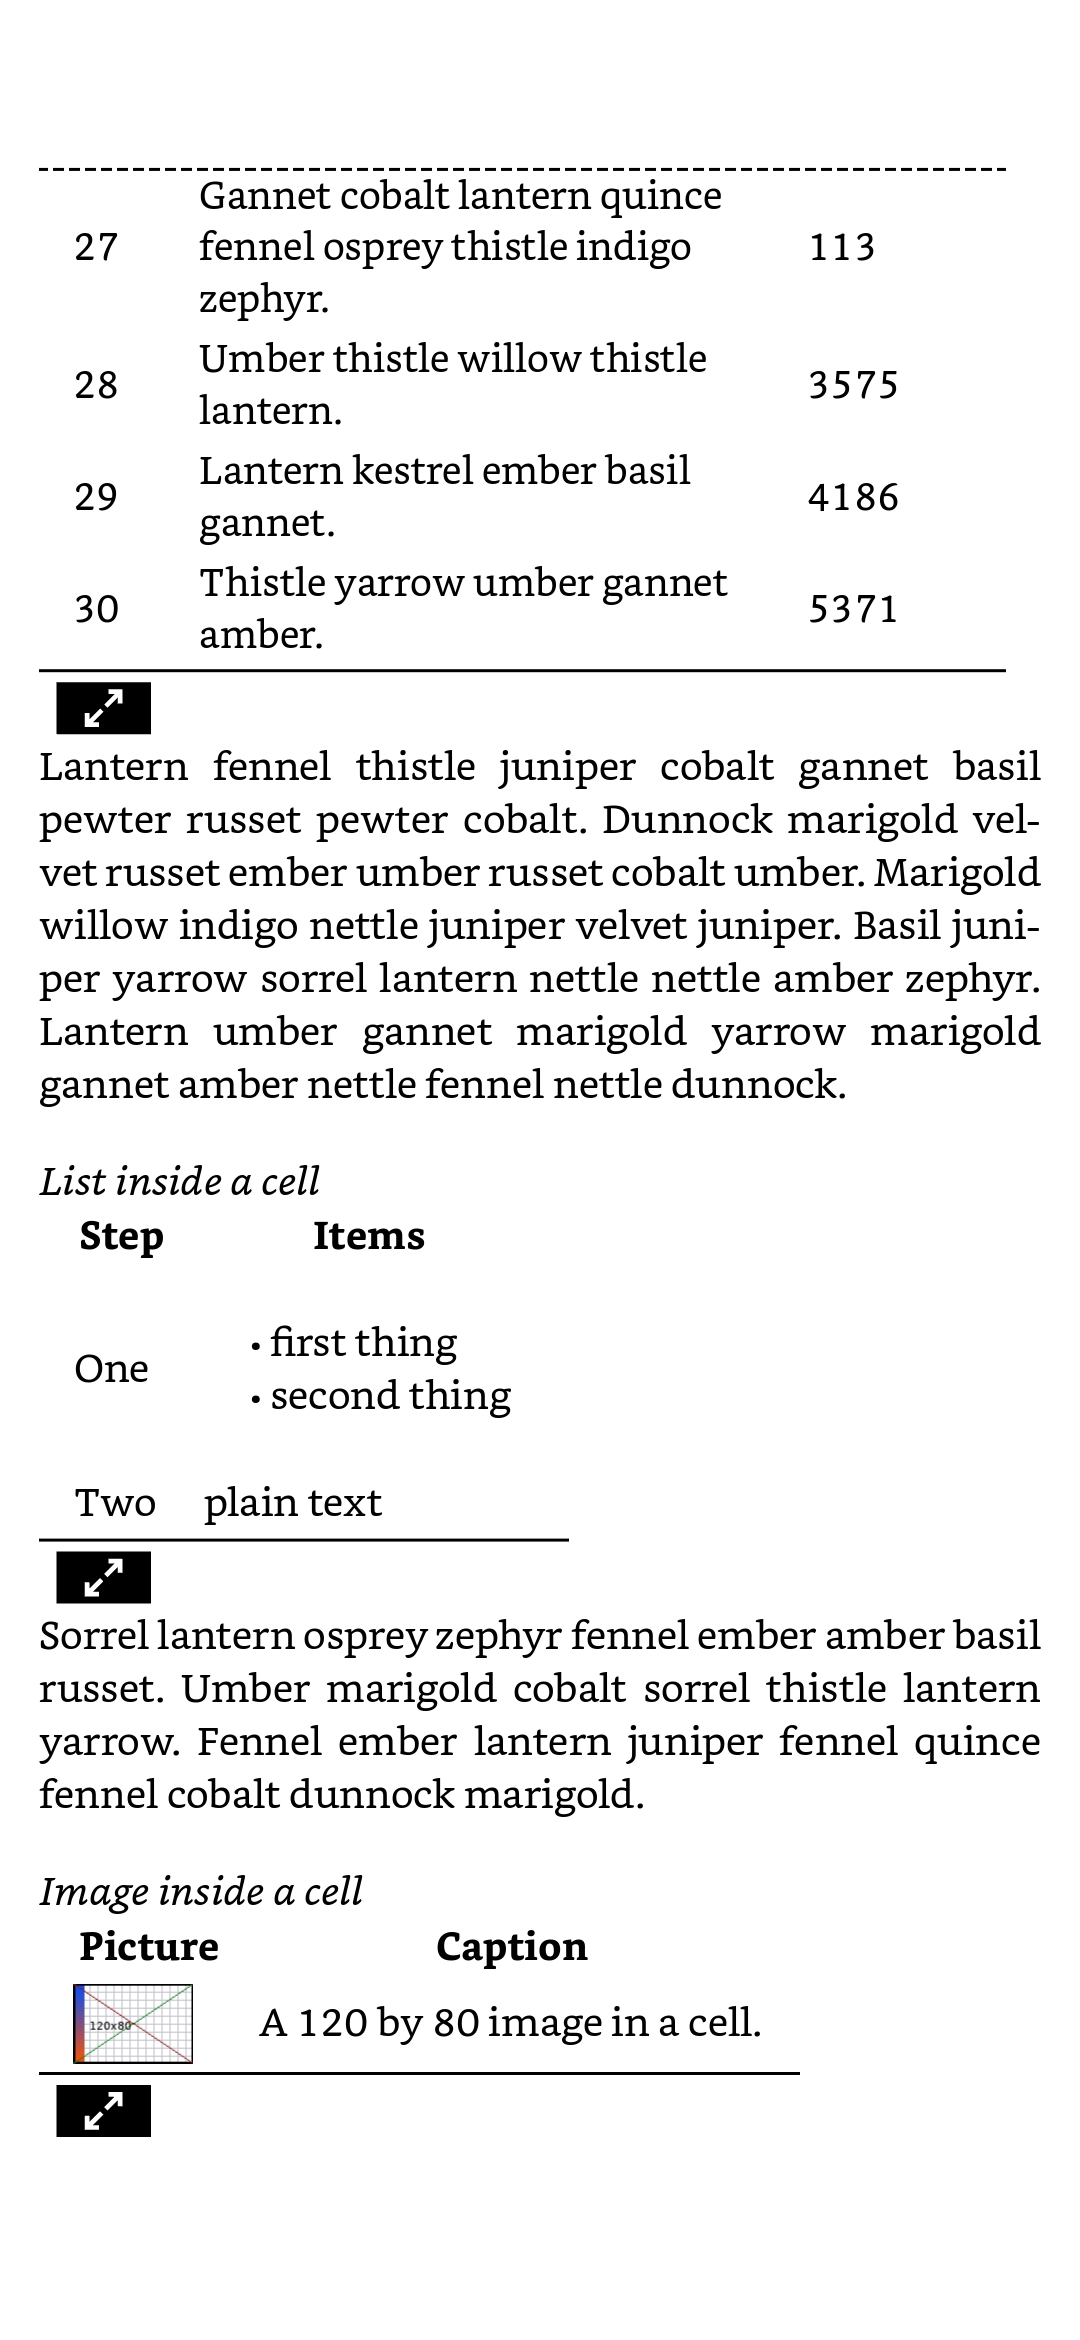 Gannet cobalt lantern quince
27 fennel osprey thistle indigo 113
zephyr.
Umber thistle willow thistle
28 3575
lantern.
Lantern kestrel ember basil
29 4186
gannet.
Thistle yarrow umber gannet
30 5371
amber.
Lantern fennel thistle juniper cobalt gannet basil
pewter russet pewter cobalt. Dunnock marigold vel-
vet russet ember umber russet cobalt umber. Marigold
willow indigo nettle juniper velvet juniper. Basil juni-
per yarrow sorrel lantern nettle nettle amber zephyr.
Lantern umber gannet marigold yarrow marigold
gannet amber nettle fennel nettle dunnock.
List inside a cell
Step Items
• first thing
One
• second thing
Two plain text
Sorrel lantern osprey zephyr fennel ember amber basil
russet. Umber marigold cobalt sorrel thistle lantern
yarrow. Fennel ember lantern juniper fennel quince
fennel cobalt dunnock marigold.
Image inside a cell
Picture Caption
120x80 A 120 by 80 image in a cell.